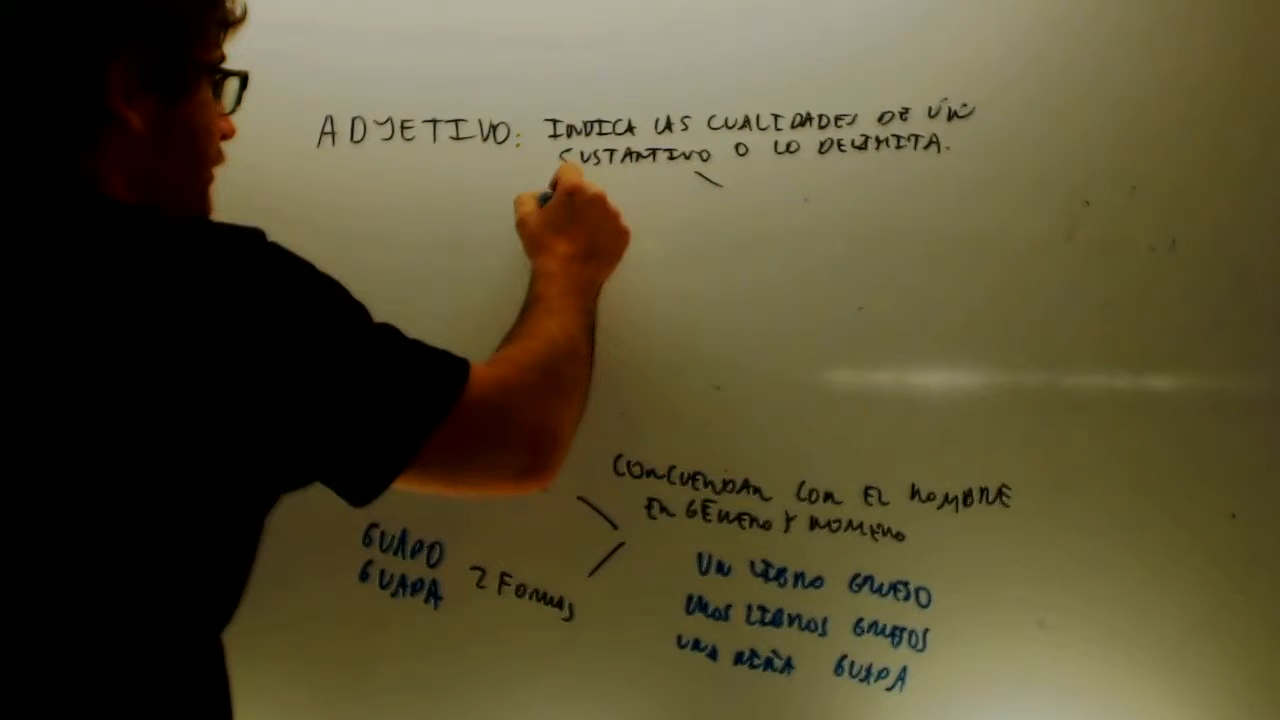 ADJETIVO: INDICA LAS CUALIDADES DE UN
SUSTANTIVO O LO DELIMITA.
CONCUERDAN CON EL NOMBRE
EN GÉNERO Y NÚMERO
GUAPO
GUAPA
2 FORMAS
UN LIBRO GRUESO
UNOS LIBROS GRUESOS
UNA NIÑA GUAPA